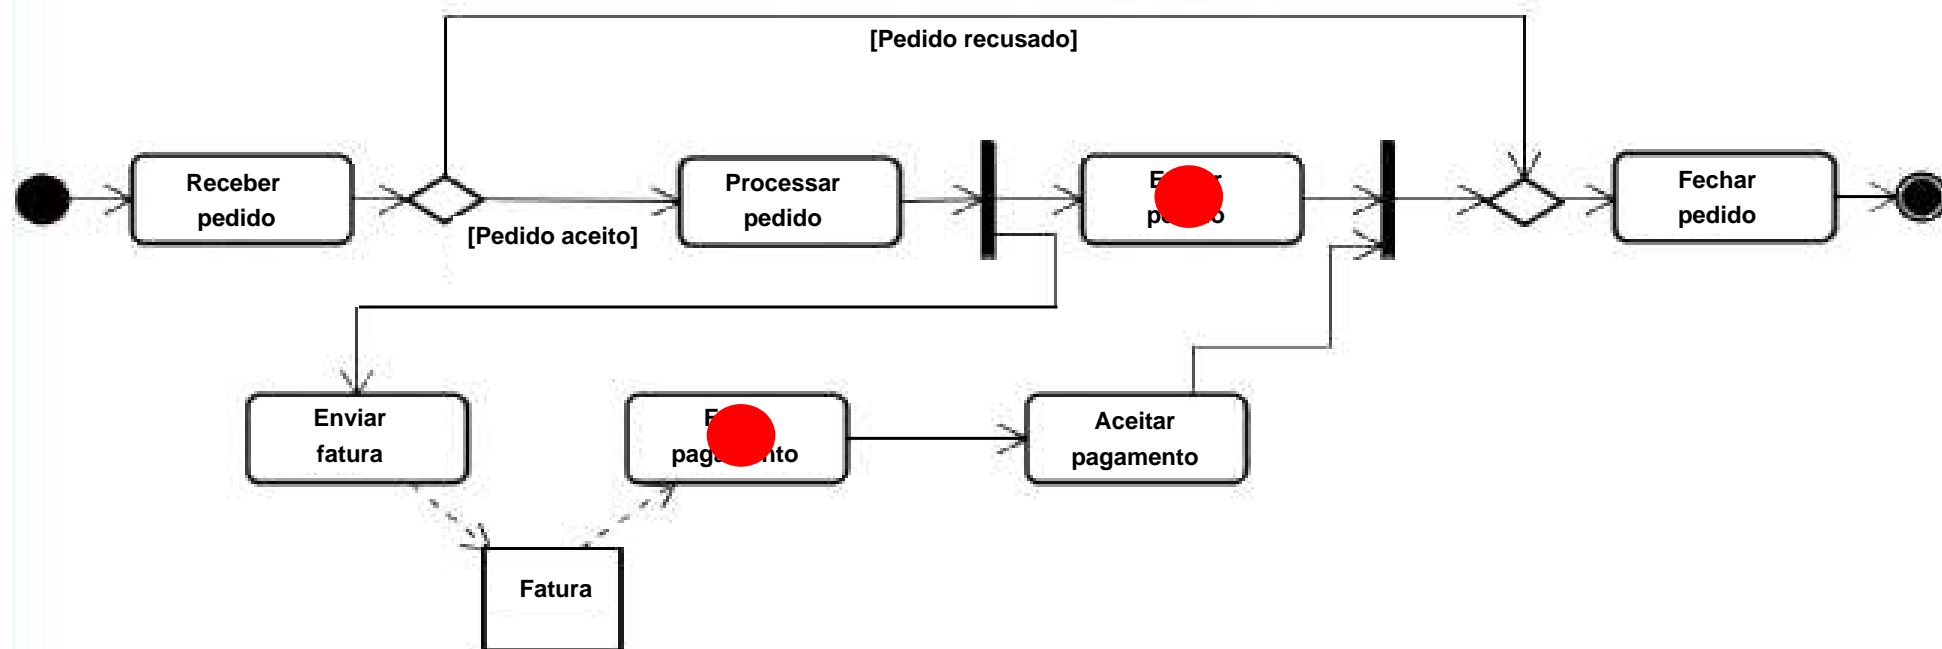 [Pedido recusado]
Receber
pedido
[Pedido aceito]
Processar
pedido
Fechar
pedido
Enviar
fatura
Aceitar
pagamento
Fatura